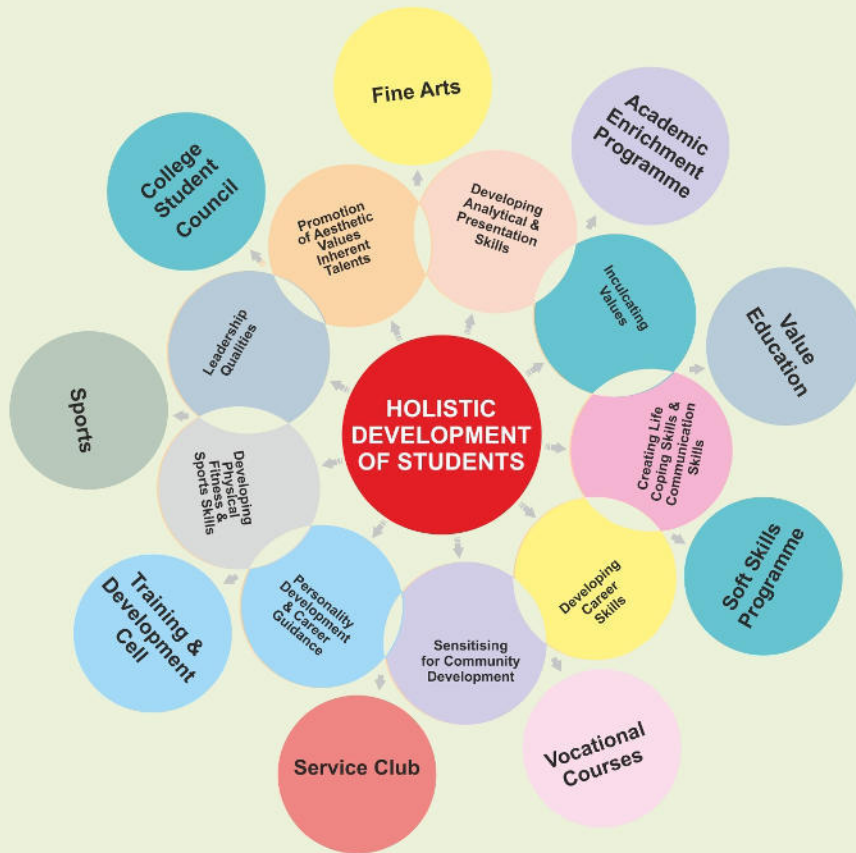 Fine Arts
Academic
Enrichment
Programme
College
Student
Council
Developing
Analytical &
Presentation
Skills
Promotion
of Aesthetic
Values
Inherent
Talents
Inculcating
Values
Value
Education
Leadership
Qualities
Sports
HOLISTIC
DEVELOPMENT
OF STUDENTS
Creating Life
Coping Skills &
Communication
Skills
Developing
Physical
Fitness &
Sports Skills
Soft Skills
Programme
Developing
Career
Skills
Personality
Development
& Career
Guidance
Training &
Development
Cell
Sensitising
for Community
Development
Vocational
Courses
Service Club